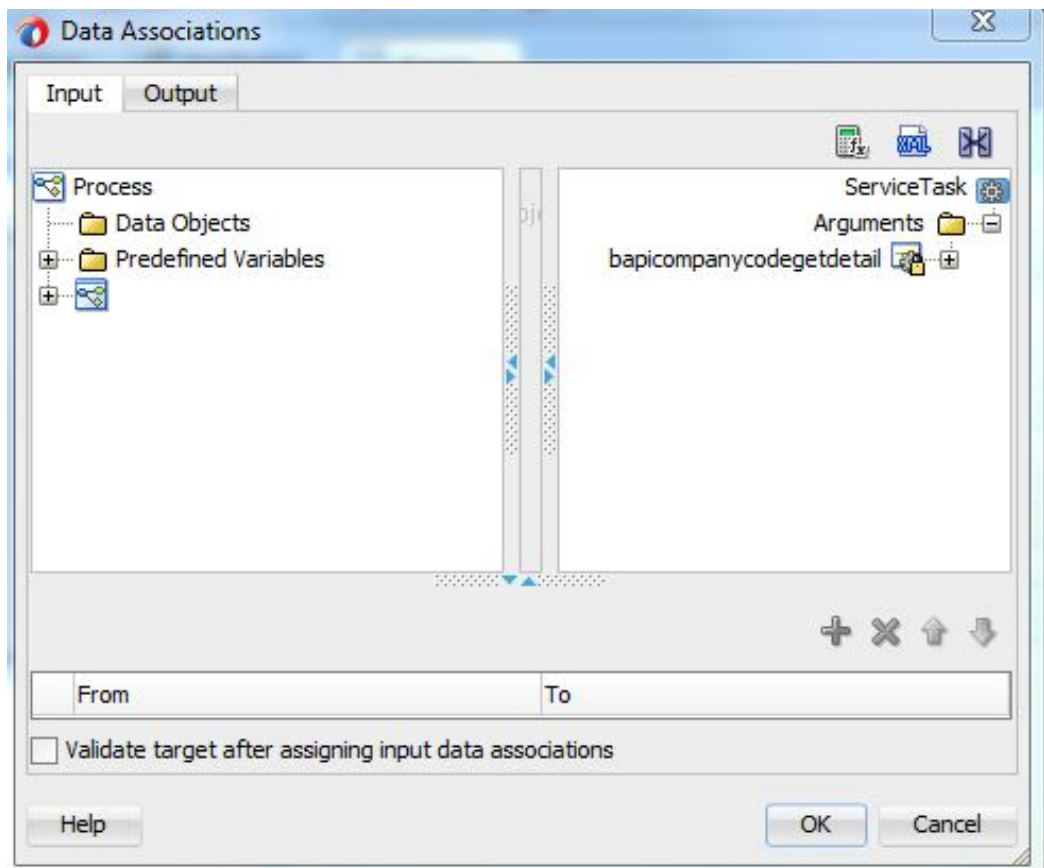 Data Associations
Input Output
Process
Data Objects
Predefined Variables
ServiceTask
Arguments
bapicompanycodegetdetail
From To
Validate target after assigning input data associations
Help OK Cancel